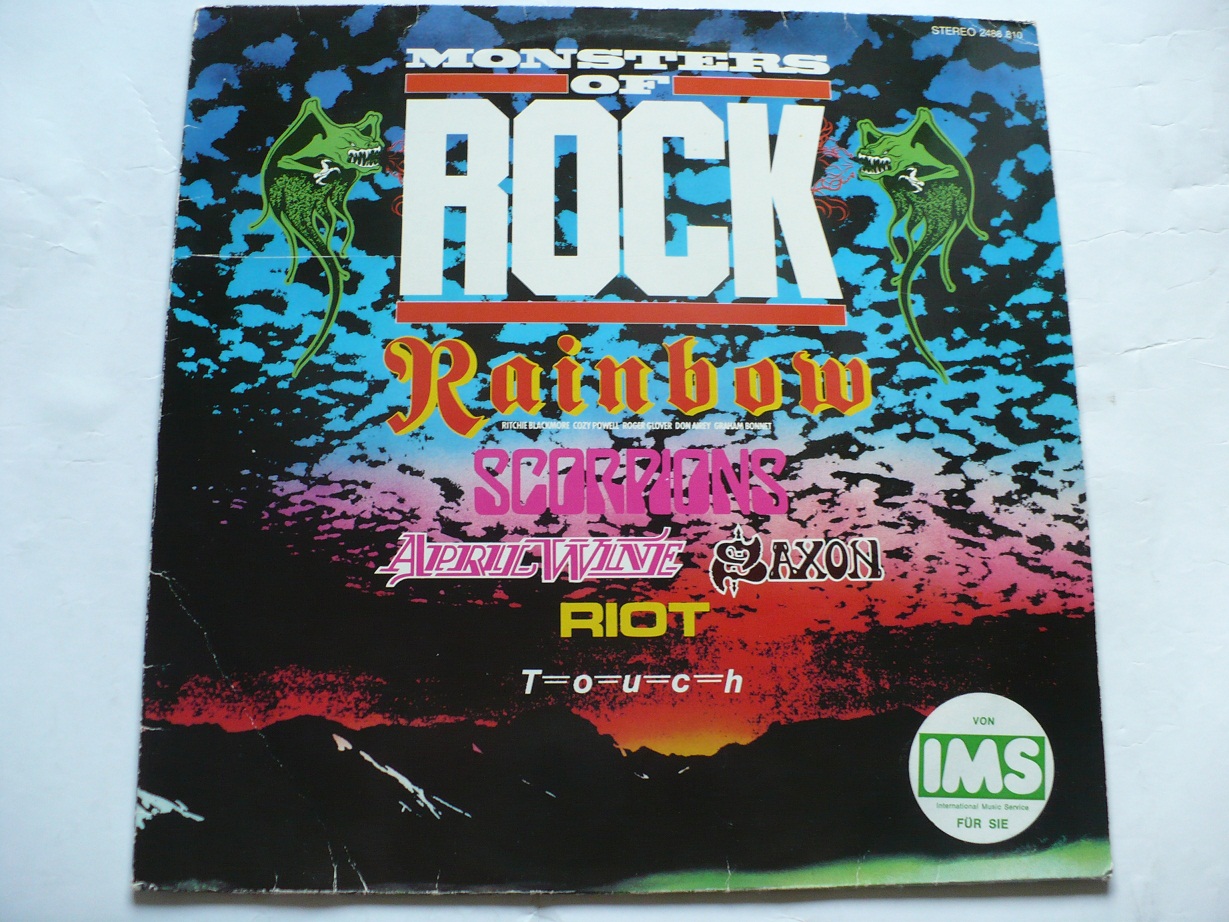 STEREO 2488 810
MONSTERS
OF
ROCK
Rainbow
RITCHIE BLACKMORE COZY POWELL ROGER GLOVER DON AIREY GRAHAM BONNET
SCORPIONS
APRIL WINE SAXON
RIOT
T=o=u=c=h
VON
IMS
International Music Service
FÜR SIE